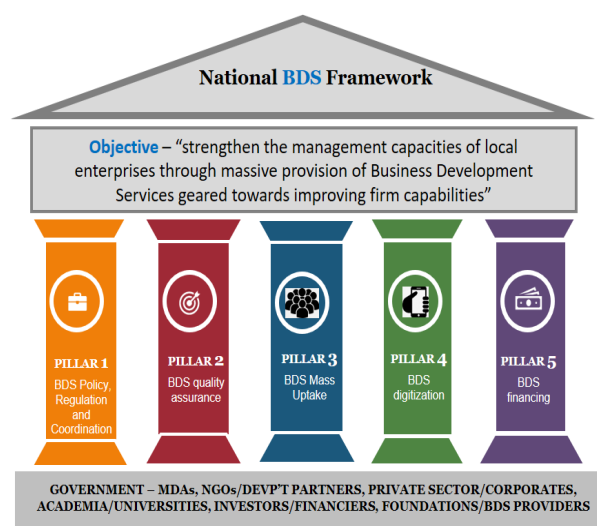 National BDS Framework
Objective – “strengthen the management capacities of local
enterprises through massive provision of Business Development
Services geared towards improving firm capabilities”
PILLAR 1
BDS Policy,
Regulation
and
Coordination
PILLAR 2
BDS quality
assurance
PILLAR 3
BDS Mass
Uptake
PILLAR 4
BDS
digitization
PILLAR 5
BDS
financing
GOVERNMENT – MDAs, NGOs/DEVP’T PARTNERS, PRIVATE SECTOR/CORPORATES,
ACADEMIA/UNIVERSITIES, INVESTORS/FINANCIERS, FOUNDATIONS/BDS PROVIDERS